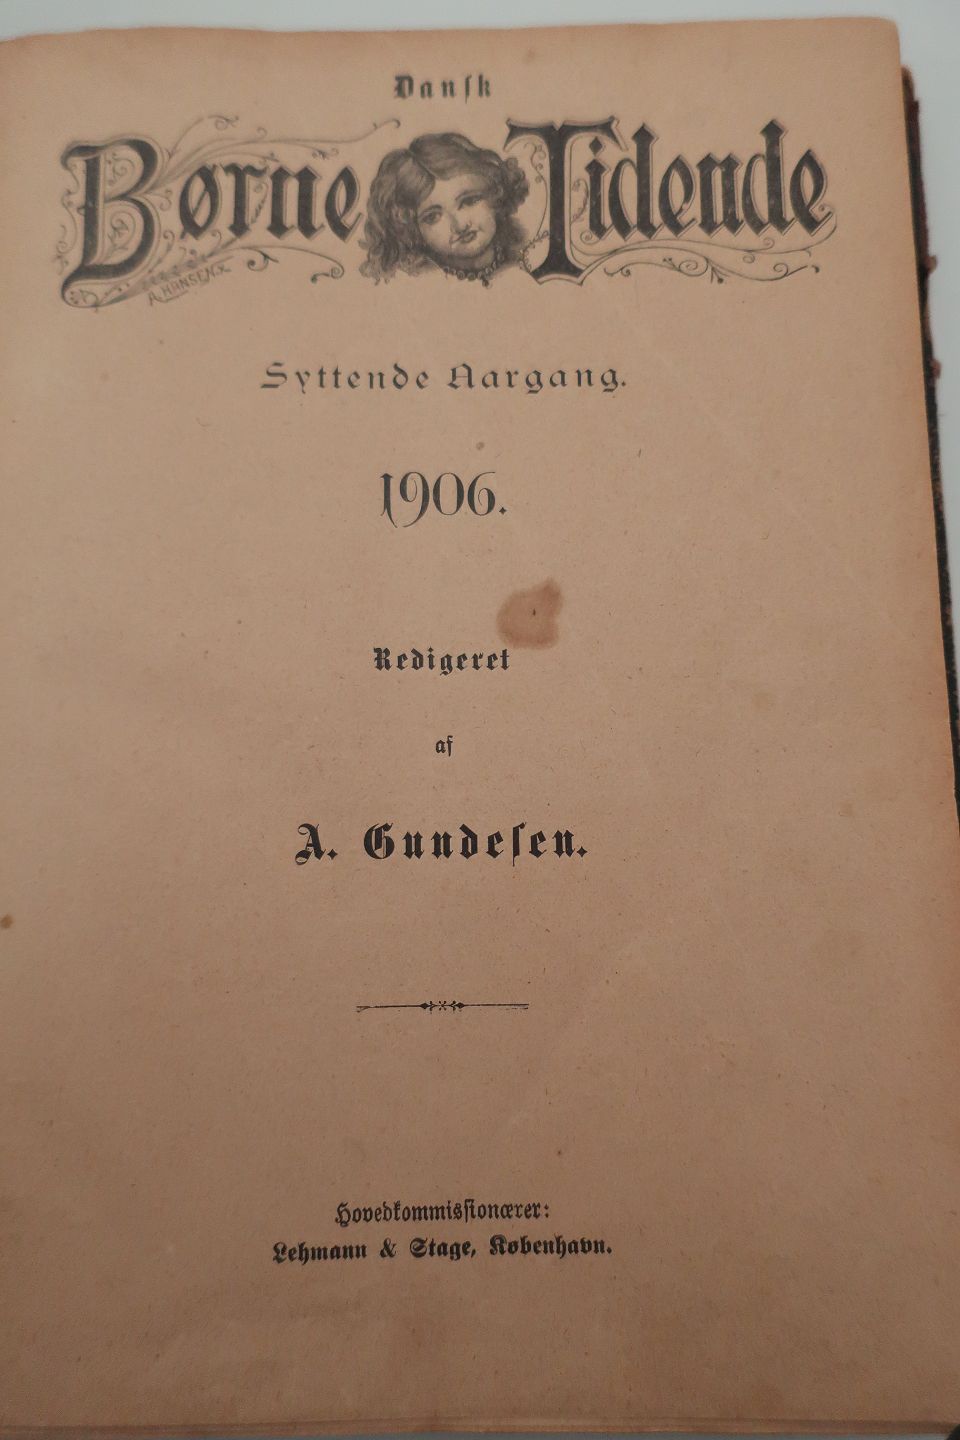 Dansk
Børne Tidende
A. HANSEN. X.
Syttende Aargang.
1906.
Redigeret
af
A. Gundesen.
Hovedkommissionærer:
Lehmann & Stage, København.